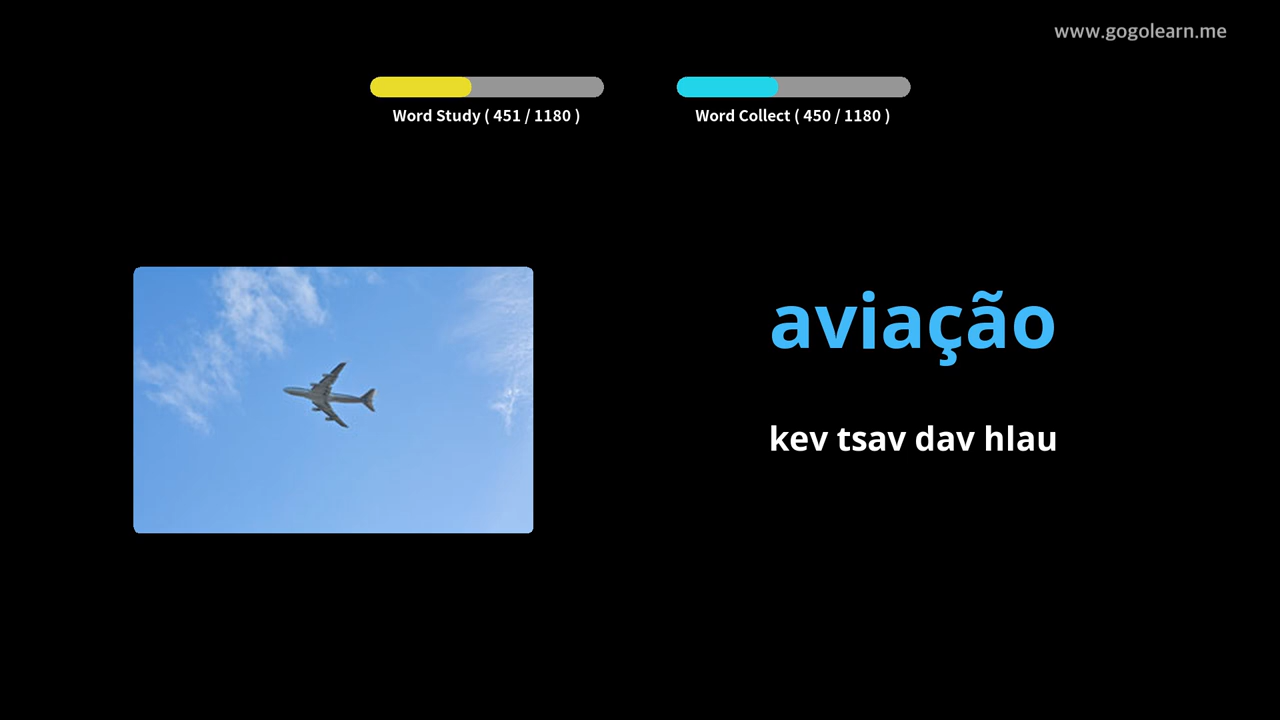 www.gogolearn.me
Word Study ( 451 / 1180 )
Word Collect ( 450 / 1180 )
aviação
kev tsav dav hlau